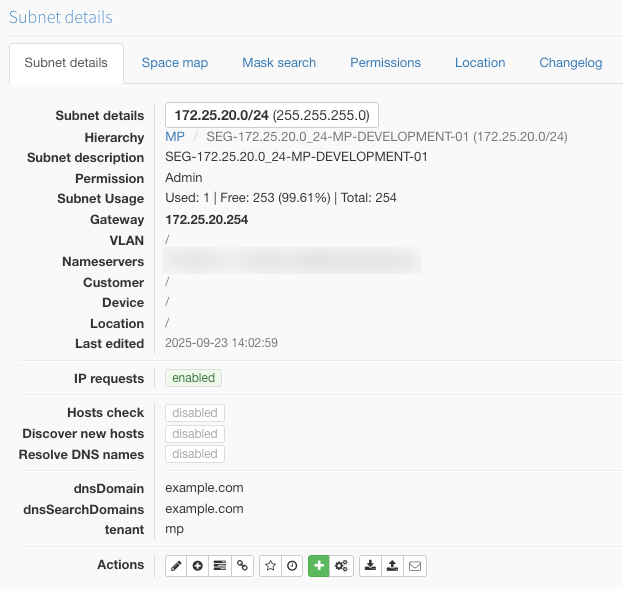 Subnet details
Subnet details Space map Mask search Permissions Location Changelog
Subnet details 172.25.20.0/24 (255.255.255.0)
Hierarchy MP / SEG-172.25.20.0_24-MP-DEVELOPMENT-01 (172.25.20.0/24)
Subnet description SEG-172.25.20.0_24-MP-DEVELOPMENT-01
Permission Admin
Subnet Usage Used: 1 | Free: 253 (99.61%) | Total: 254
Gateway 172.25.20.254
VLAN /
Nameservers
Customer /
Device /
Location /
Last edited 2025-09-23 14:02:59
IP requests enabled
Hosts check disabled
Discover new hosts disabled
Resolve DNS names disabled
dnsDomain example.com
dnsSearchDomains example.com
tenant mp
Actions